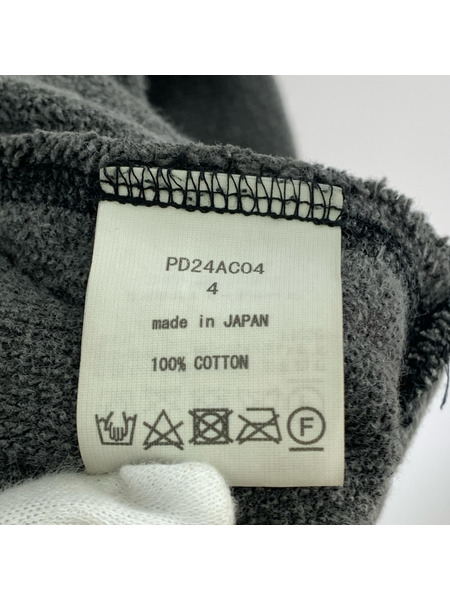 PD24AC04
4
made in JAPAN
100% COTTON
F